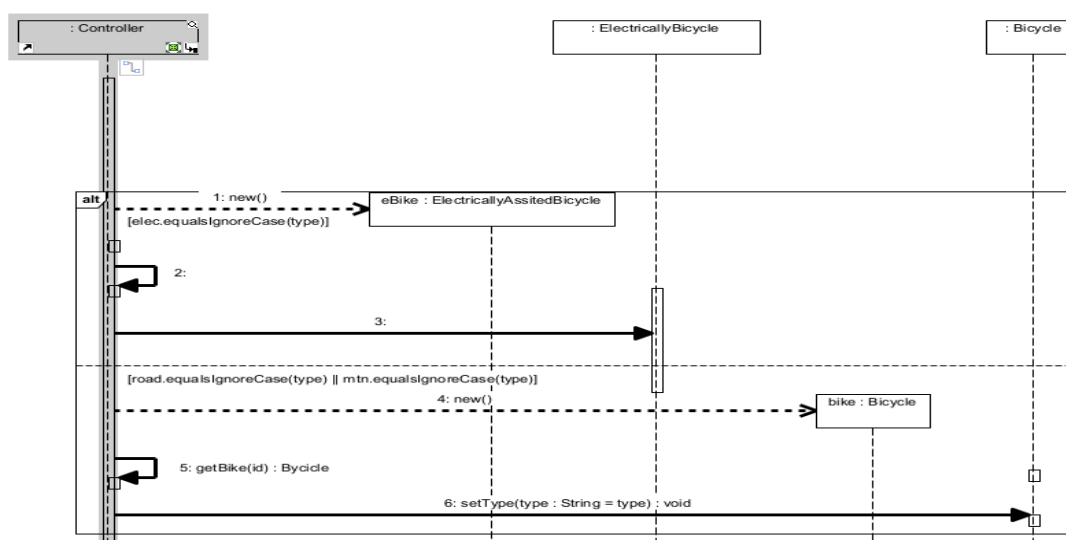 : Controller
: ElectricallyBicycle
: Bicycle
alt
1: new()
eBike : ElectricallyAssitedBicycle
[elec.equalsIgnoreCase(type)]
2:
3:
[road.equalsIgnoreCase(type) || mtn.equalsIgnoreCase(type)]
4: new()
bike : Bicycle
5: getBike(id) : Bycicle
6: setType(type : String = type) : void